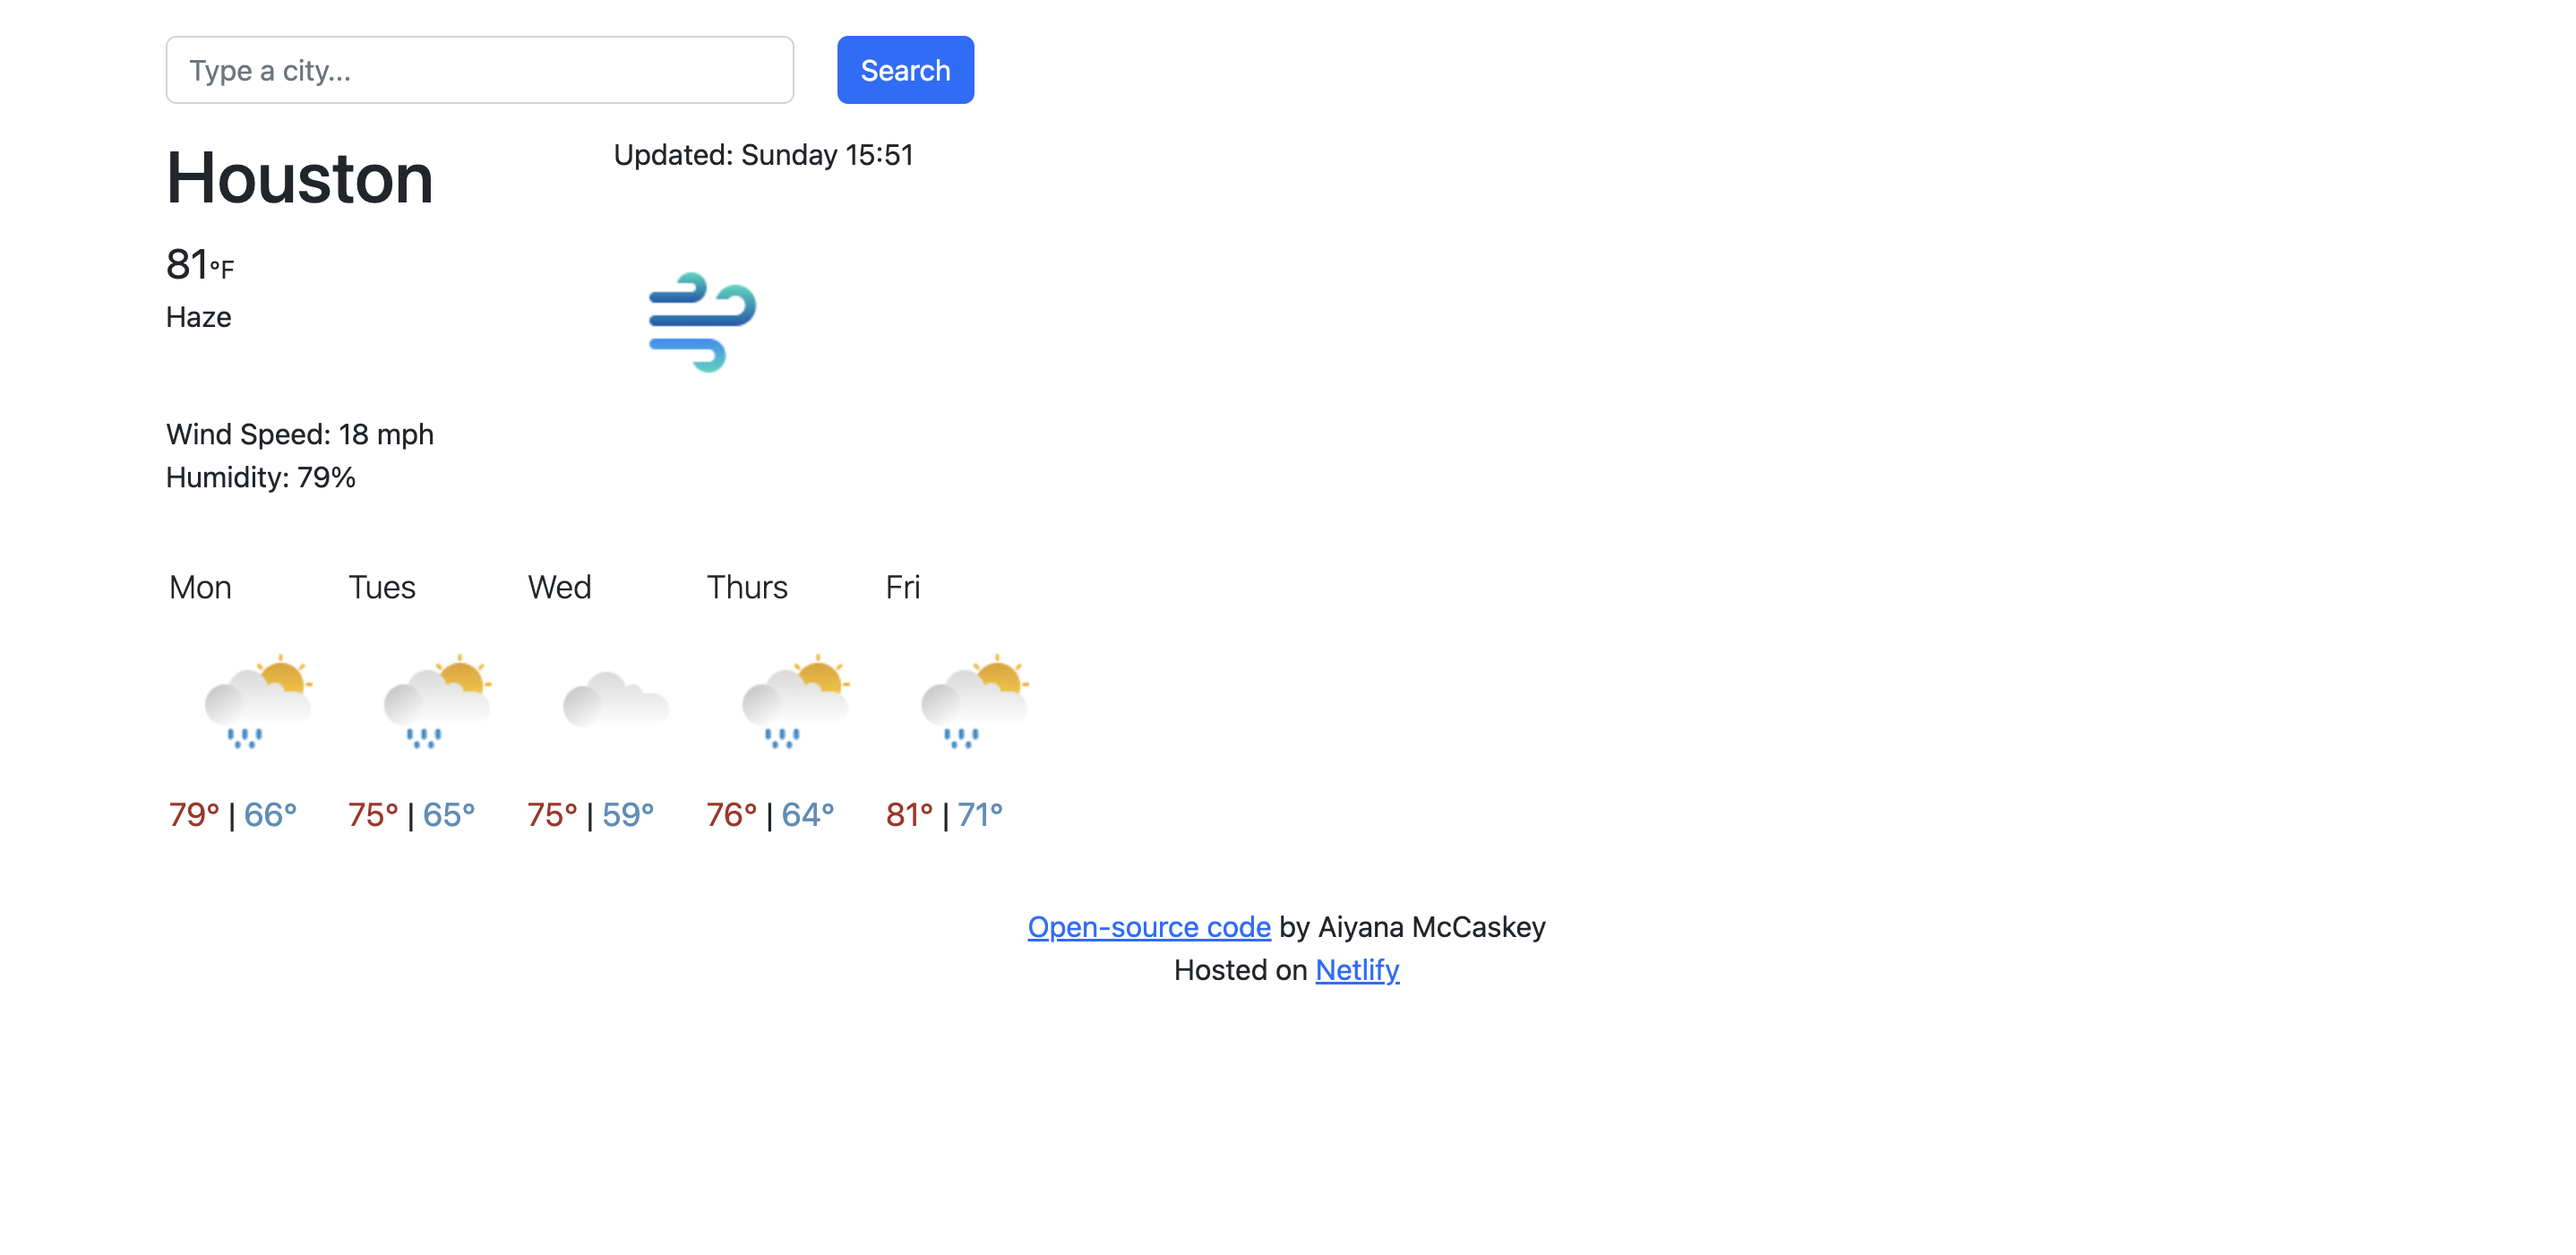 Type a city...
Search
Houston
Updated: Sunday 15:51
81°F
Haze
Wind Speed: 18 mph
Humidity: 79%
Mon Tues Wed Thurs Fri
79° | 66° 75° | 65° 75° | 59° 76° | 64° 81° | 71°
Open-source code by Aiyana McCaskey
Hosted on Netlify